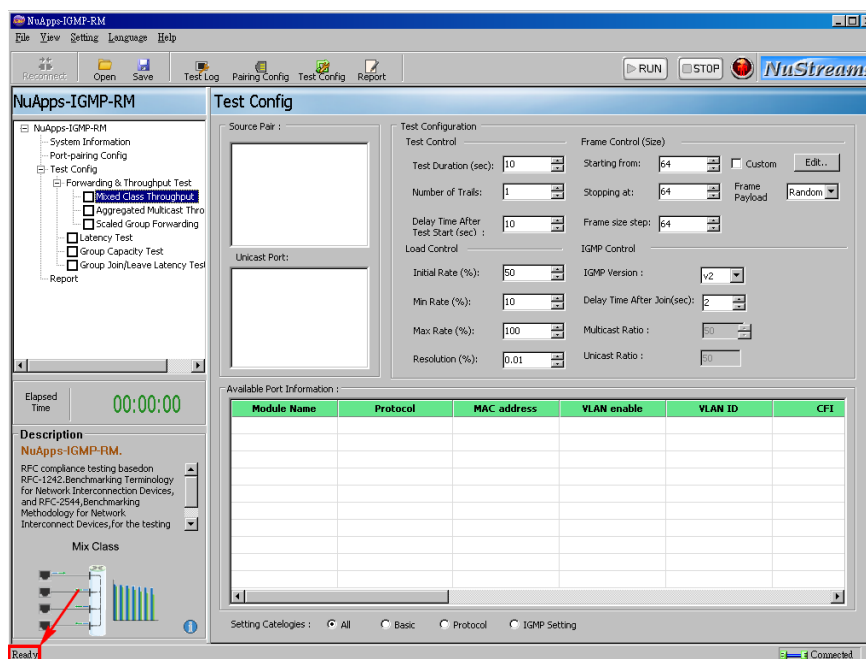 NuApps-IGMP-RM
File View Setting Language Help
Reconnect Open Save Test Log Pairing Config Test Config Report RUN STOP NuStreams
NuApps-IGMP-RM
Test Config
NuApps-IGMP-RM
System Information
Port-pairing Config
Test Config
Forwarding & Throughput Test
Mixed Class Throughput
Aggregated Multicast Thro
Scaled Group Forwarding
Latency Test
Group Capacity Test
Group Join/Leave Latency Test
Report
Elapsed Time 00:00:00
Description
NuApps-IGMP-RM.
RFC compliance testing basedon
RFC-1242.Benchmarking Terminology
for Network Interconnection Devices,
and RFC-2544,Benchmarking
Methodology for Network
Interconnect Devices,for the testing
Mix Class
Source Pair :
Unicast Port:
Test Configuration
Test Control
Test Duration (sec): 10
Number of Trails: 1
Delay Time After
Test Start (sec) : 10
Load Control
Initial Rate (%): 50
Min Rate (%): 10
Max Rate (%): 100
Resolution (%): 0.01
Frame Control (Size)
Starting from: 64 Custom Edit..
Stopping at: 64 Frame Payload Random
Frame size step: 64
IGMP Control
IGMP Version : v2
Delay Time After Join(sec): 2
Multicast Ratio : 50
Unicast Ratio : 50
Available Port Information :
Module Name Protocol MAC address VLAN enable VLAN ID CFI
Setting Catelogies : All Basic Protocol IGMP Setting
Ready Connected